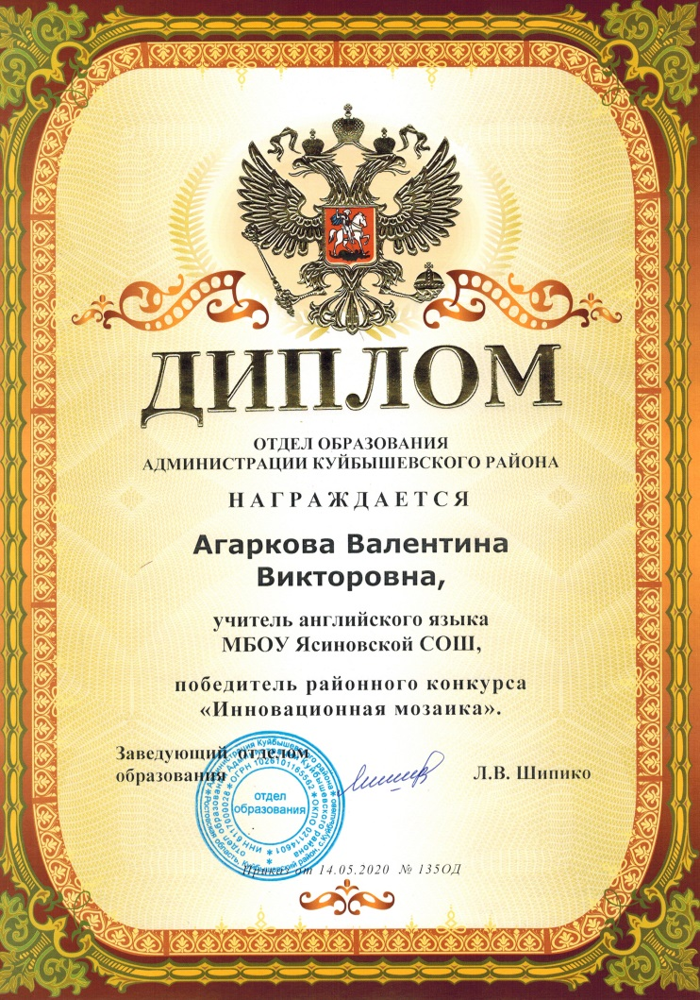 ДИПЛОМ
ОТДЕЛ ОБРАЗОВАНИЯ
АДМИНИСТРАЦИИ КУЙБЫШЕВСКОГО РАЙОНА
НАГРАЖДАЕТСЯ
Агаркова Валентина
Викторовна,
учитель английского языка
МБОУ Ясиновской СОШ,
победитель районного конкурса
«Инновационная мозаика».
Заведующий отделом
образования
Л.В. Шипико
отдел
образования
Приказ от 14.05.2020 № 135ОД